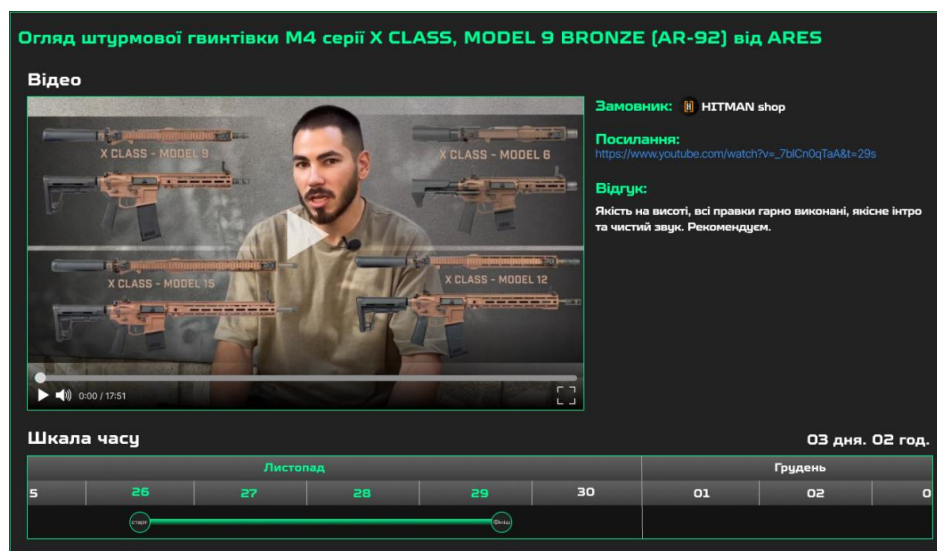 Огляд штурмової гвинтівки M4 серії X CLASS, MODEL 9 BRONZE (AR-92) від ARES
Відео
X CLASS - MODEL 9
X CLASS - MODEL 6
X CLASS - MODEL 15
X CLASS - MODEL 12
0:00 / 17:51
Замовник: HITMAN shop
Посилання:
https://www.youtube.com/watch?v=_7blCn0qTaA&t=29s
Відгук:
Якість на висоті, всі правки гарно виконані, якісне інтро
та чистий звук. Рекомендуєм.
Шкала часу
03 дня. 02 год.
Листопад Грудень
5 26 27 28 29 30 01 02 0
старт Фініш